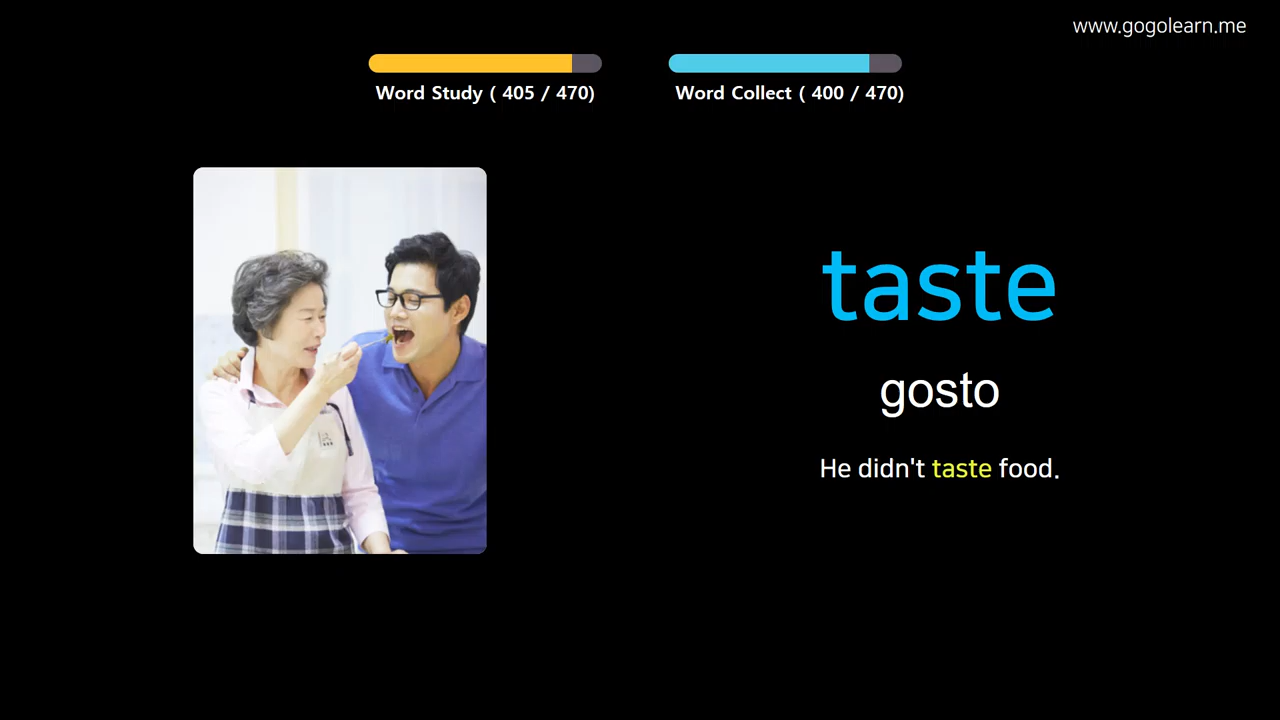 www.gogolearn.me
Word Study ( 405 / 470)
Word Collect ( 400 / 470)
taste
gosto
He didn't taste food.